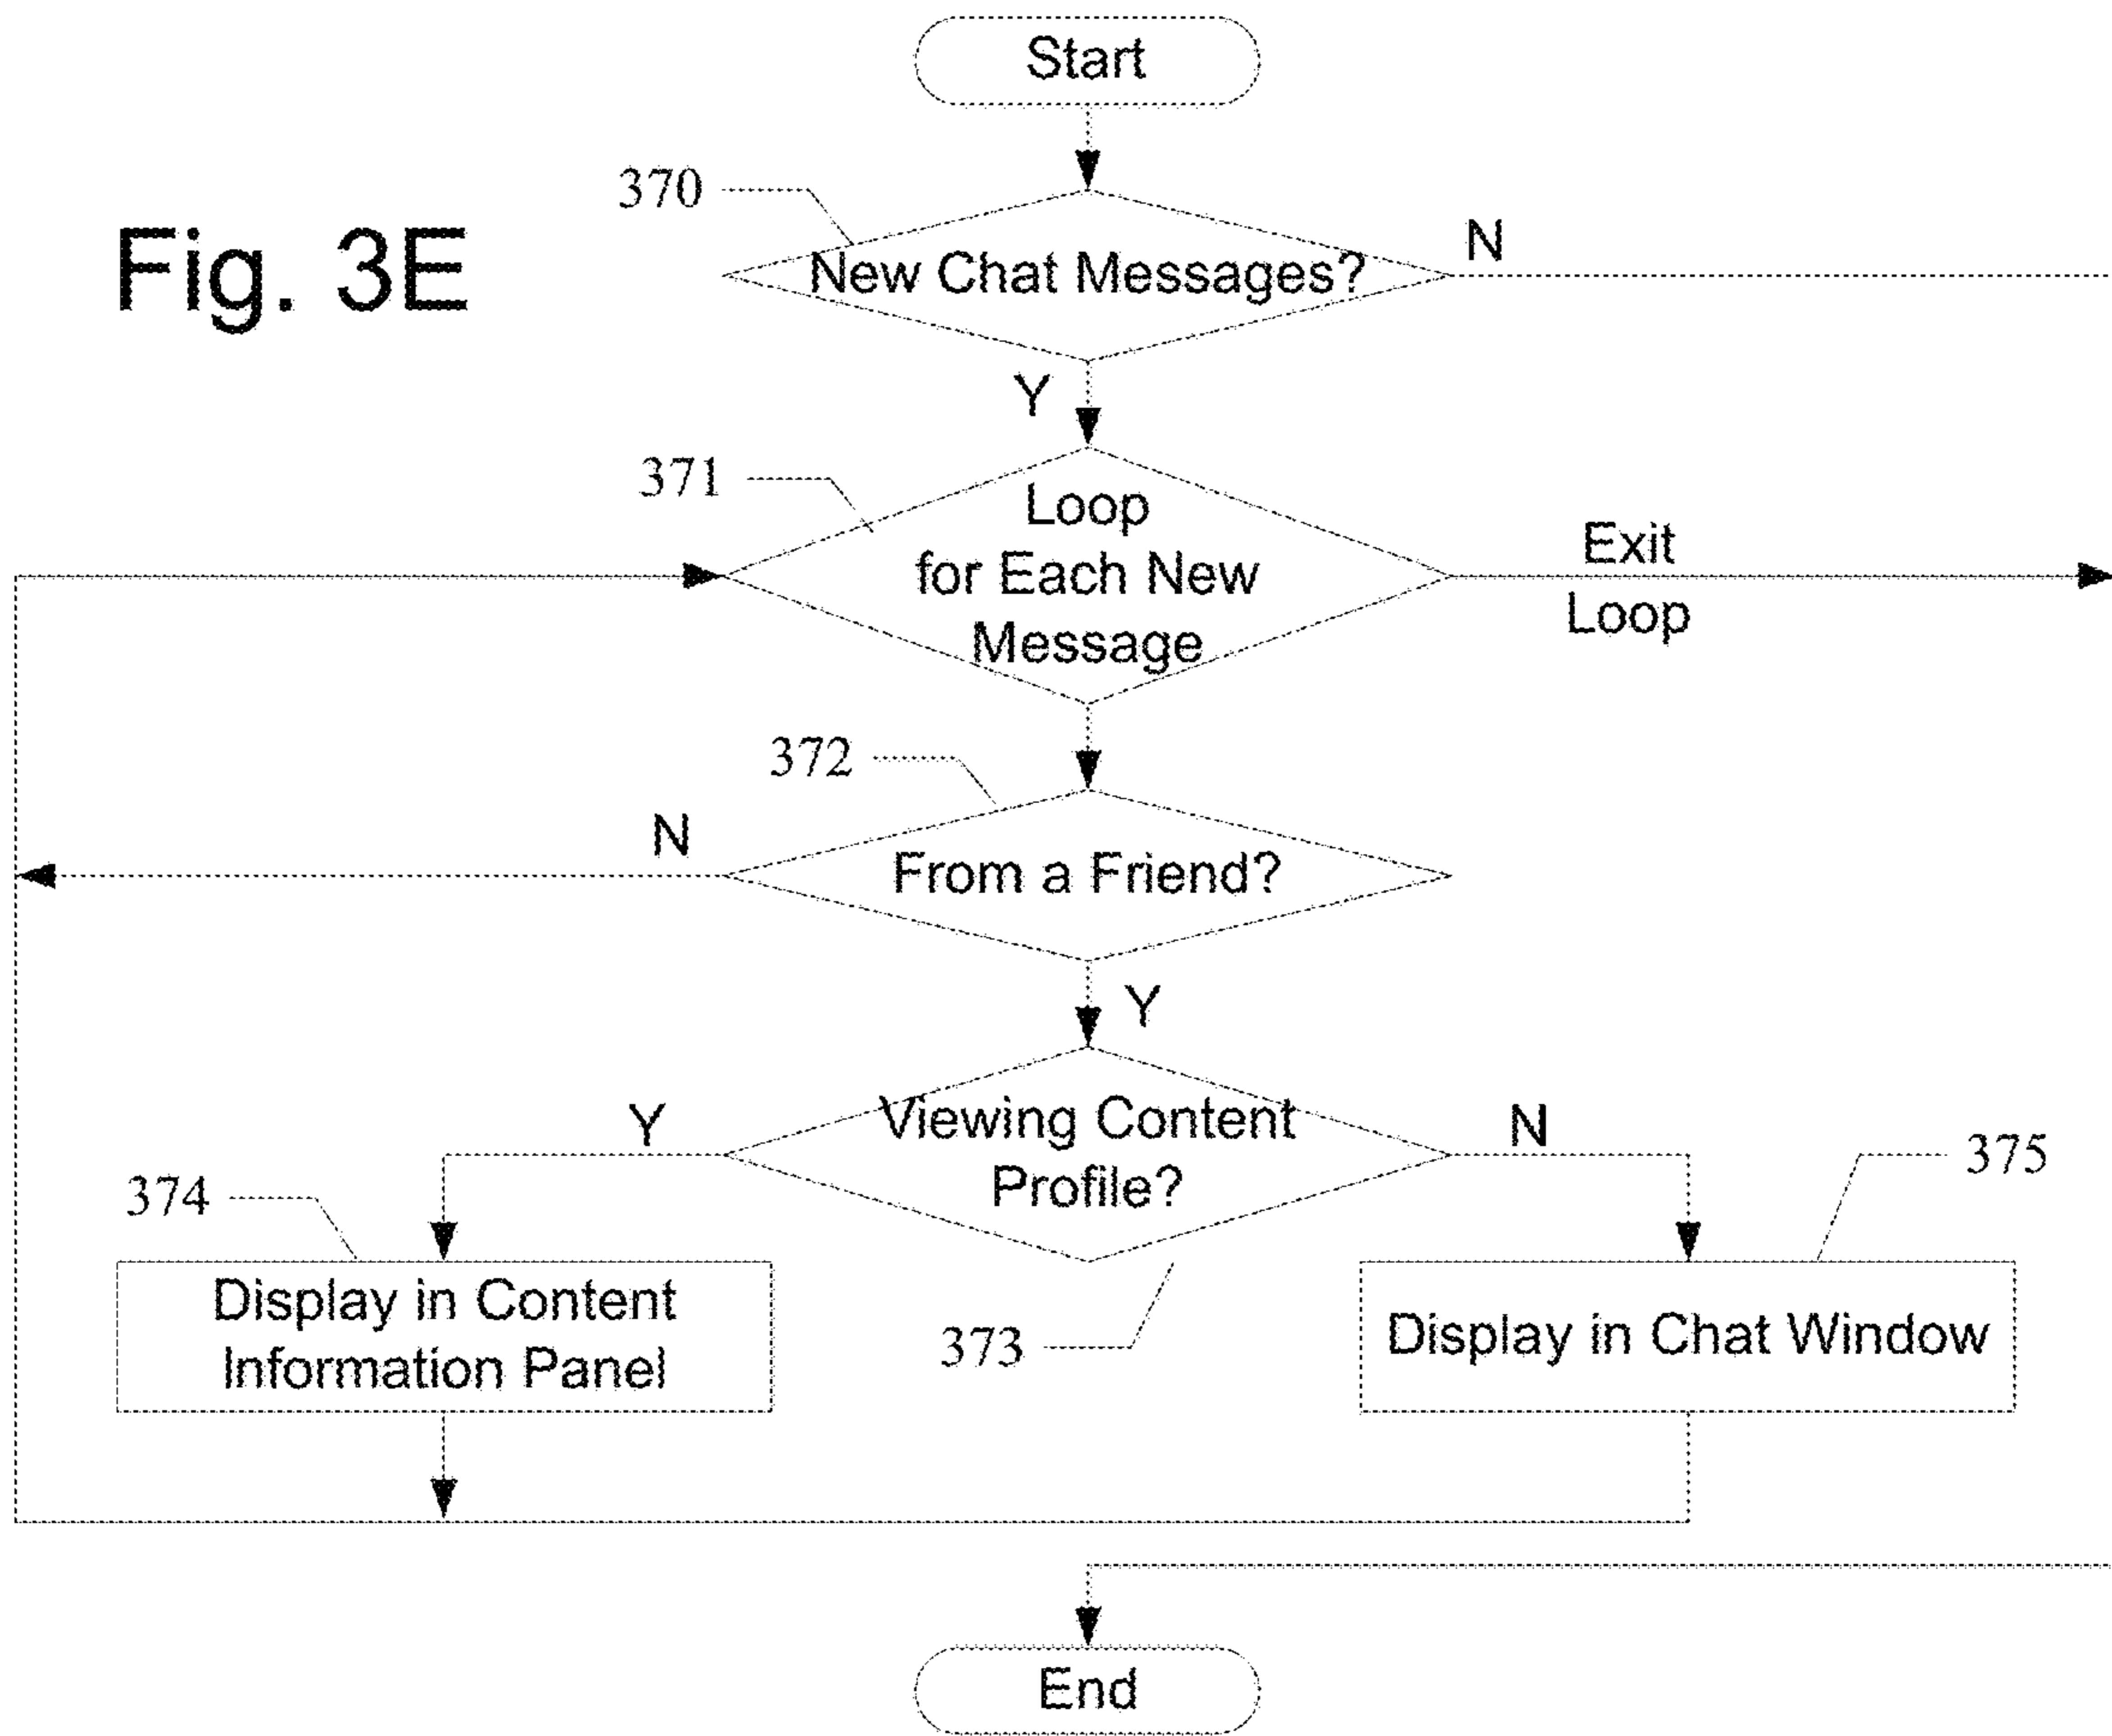 Start
370
New Chat Messages?
N
Fig. 3E
Y
371
Loop
for Each New
Message
Exit
Loop
372
N
From a Friend?
Y
Y
Viewing Content
Profile?
N
375
374
Display in Content
Information Panel
373
Display in Chat Window
End